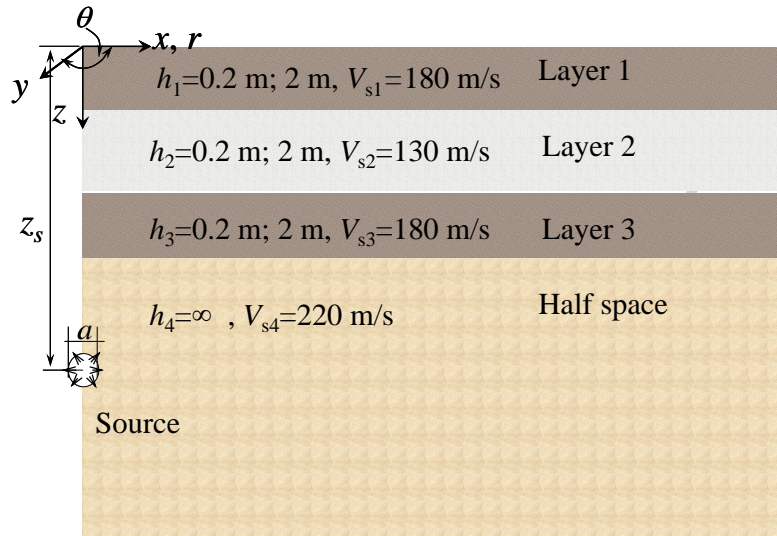 θ
x, r
y
z
h₁=0.2 m; 2 m, Vₛ₁=180 m/s Layer 1
h₂=0.2 m; 2 m, Vₛ₂=130 m/s Layer 2
zₛ
h₃=0.2 m; 2 m, Vₛ₃=180 m/s Layer 3
h₄=∞ , Vₛ₄=220 m/s Half space
a
Source